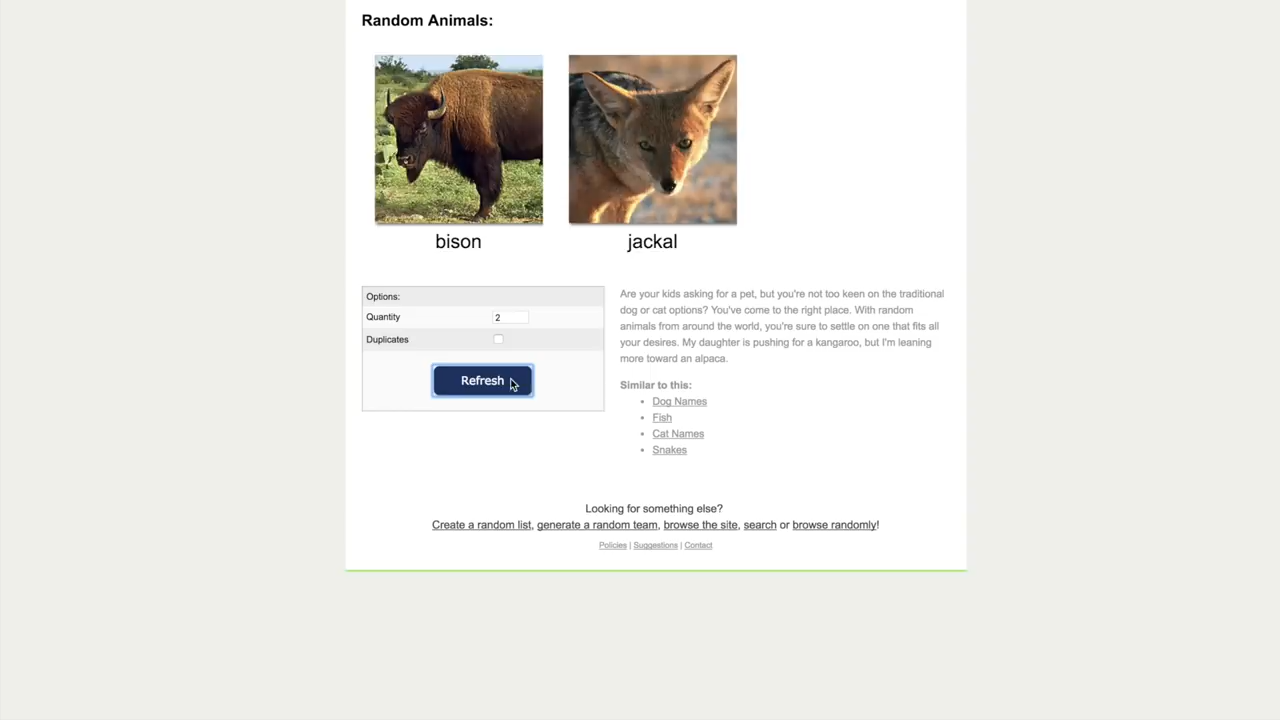 Random Animals:
bison
jackal
Options:
Quantity 2
Duplicates
Refresh
Are your kids asking for a pet, but you're not too keen on the traditional
dog or cat options? You've come to the right place. With random
animals from around the world, you're sure to settle on one that fits all
your desires. My daughter is pushing for a kangaroo, but I'm leaning
more toward an alpaca.
Similar to this:
• Dog Names
• Fish
• Cat Names
• Snakes
Looking for something else?
Create a random list, generate a random team, browse the site, search or browse randomly!
Policies | Suggestions | Contact